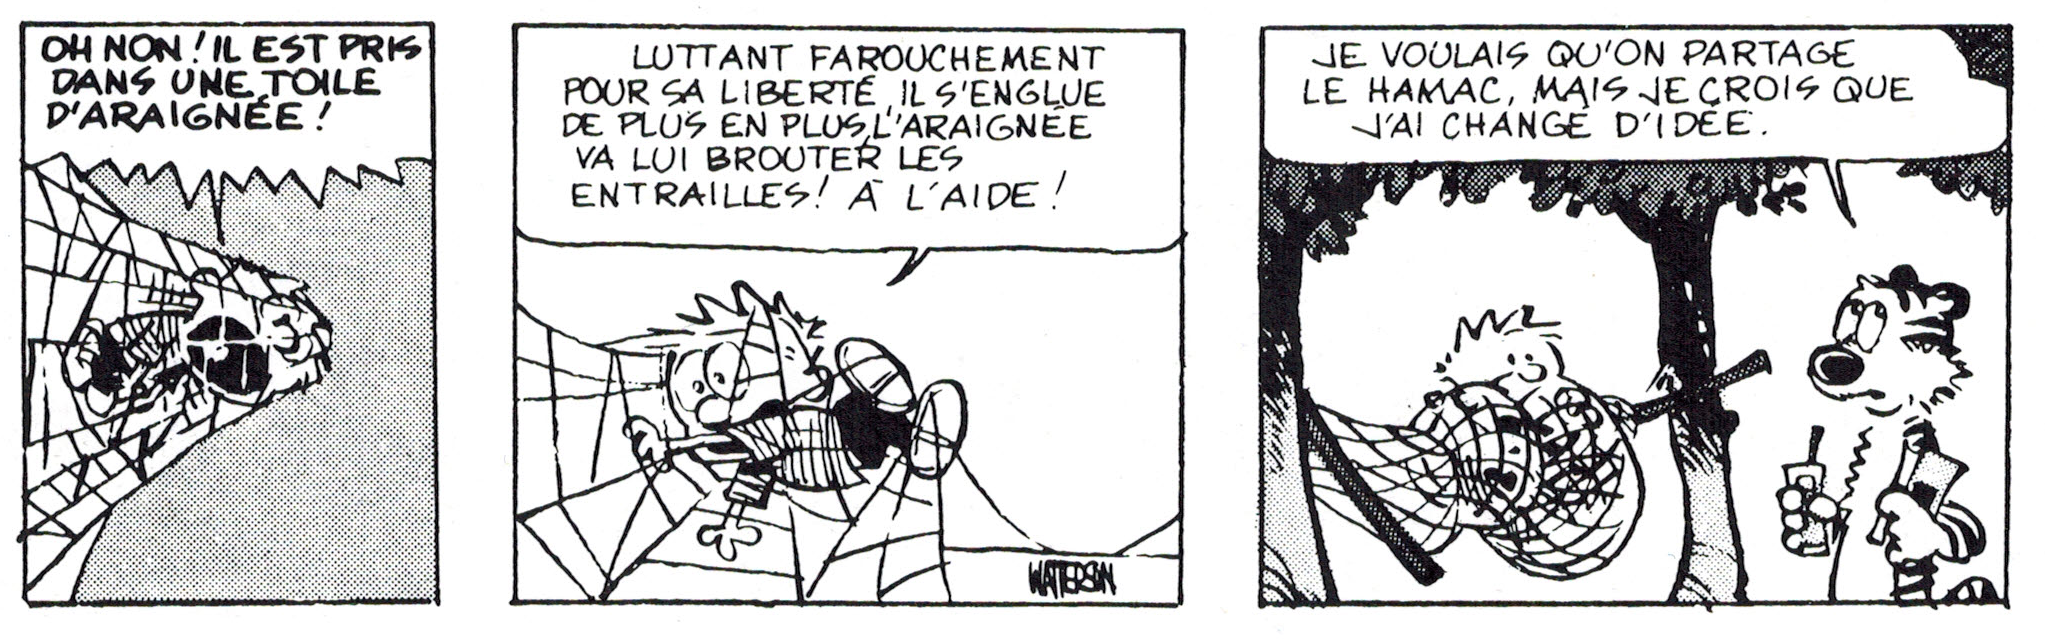 OH NON! IL EST PRIS
DANS UNE TOILE
D'ARAIGNÉE!
LUTTANT FAROUCHEMENT
POUR SA LIBERTÉ, IL S'ENGLUE
DE PLUS EN PLUS, L'ARAIGNÉE
VA LUI BROUTER LES
ENTRAILLES! À L'AIDE!
WATTERSON
JE VOULAIS QU'ON PARTAGE
LE HAMAC, MAIS JE CROIS QUE
J'AI CHANGÉ D'IDÉE.